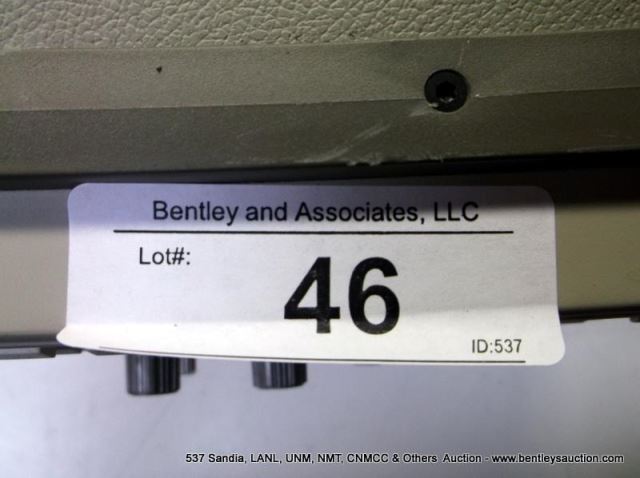 Bentley and Associates, LLC
Lot#:
46
ID:537
537 Sandia, LANL, UNM, NMT, CNMCC & Others Auction - www.bentleysauction.com